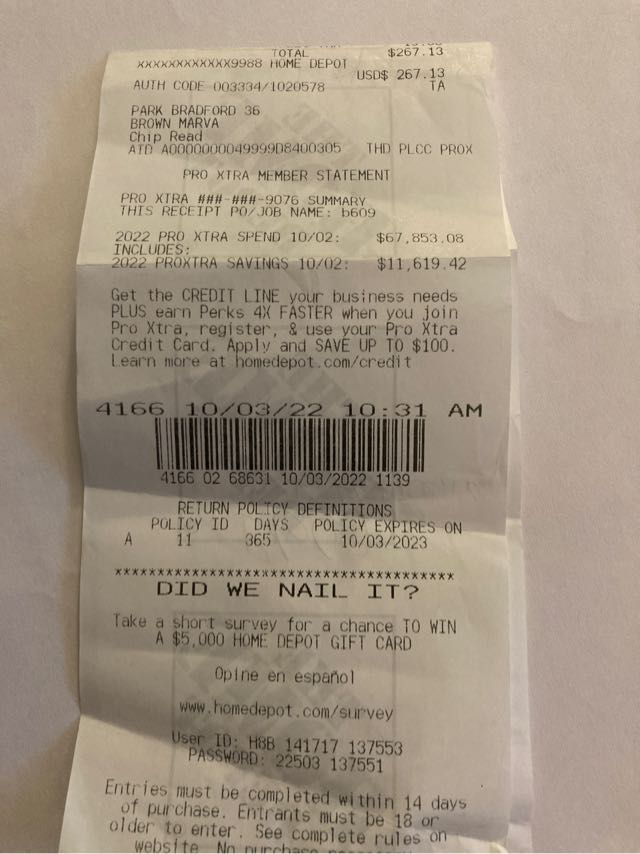 TOTAL $267.13
XXXXXXXXXXXX9988 HOME DEPOT
USD$ 267.13
AUTH CODE 003334/1020578 TA
PARK BRADFORD 36
BROWN MARVA
Chip Read
AID A0000000049999D8400305 THD PLCC PROX
PRO XTRA MEMBER STATEMENT
PRO XTRA ###-###-9076 SUMMARY
THIS RECEIPT PO/JOB NAME: b609
2022 PRO XTRA SPEND 10/02: $67,853.08
INCLUDES:
2022 PROXTRA SAVINGS 10/02: $11,619.42
Get the CREDIT LINE your business needs
PLUS earn Perks 4X FASTER when you join
Pro Xtra, register, & use your Pro Xtra
Credit Card. Apply and SAVE UP TO $100.
Learn more at homedepot.com/credit
4166 10/03/22 10:31 AM
4166 02 68631 10/03/2022 1139
RETURN POLICY DEFINITIONS
POLICY ID DAYS POLICY EXPIRES ON
A 11 365 10/03/2023
****************************************
DID WE NAIL IT?
Take a short survey for a chance TO WIN
A $5,000 HOME DEPOT GIFT CARD
Opine en español
www.homedepot.com/survey
User ID: H8B 141717 137553
PASSWORD: 22503 137551
Entries must be completed within 14 days
of purchase. Entrants must be 18 or
older to enter. See complete rules on
website. No purchase